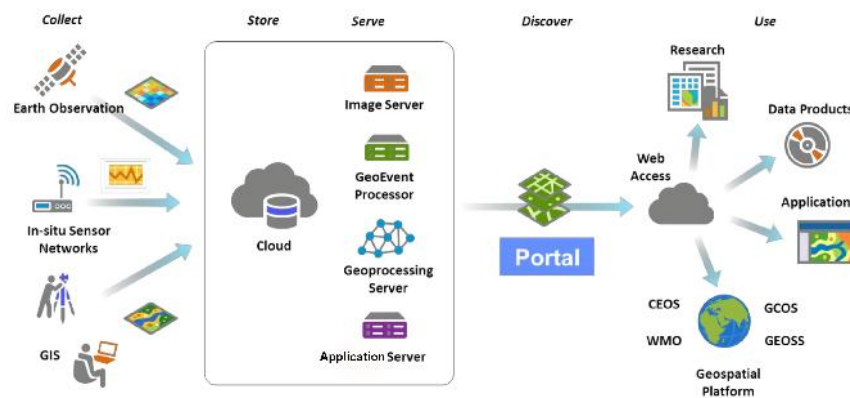 Collect
Store
Serve
Discover
Use
Earth Observation
In-situ Sensor
Networks
GIS
Cloud
Image Server
GeoEvent
Processor
Geoprocessing
Server
Application Server
Portal
Web
Access
Research
Data Products
Application
CEOS
GCOS
WMO
GEOSS
Geospatial
Platform